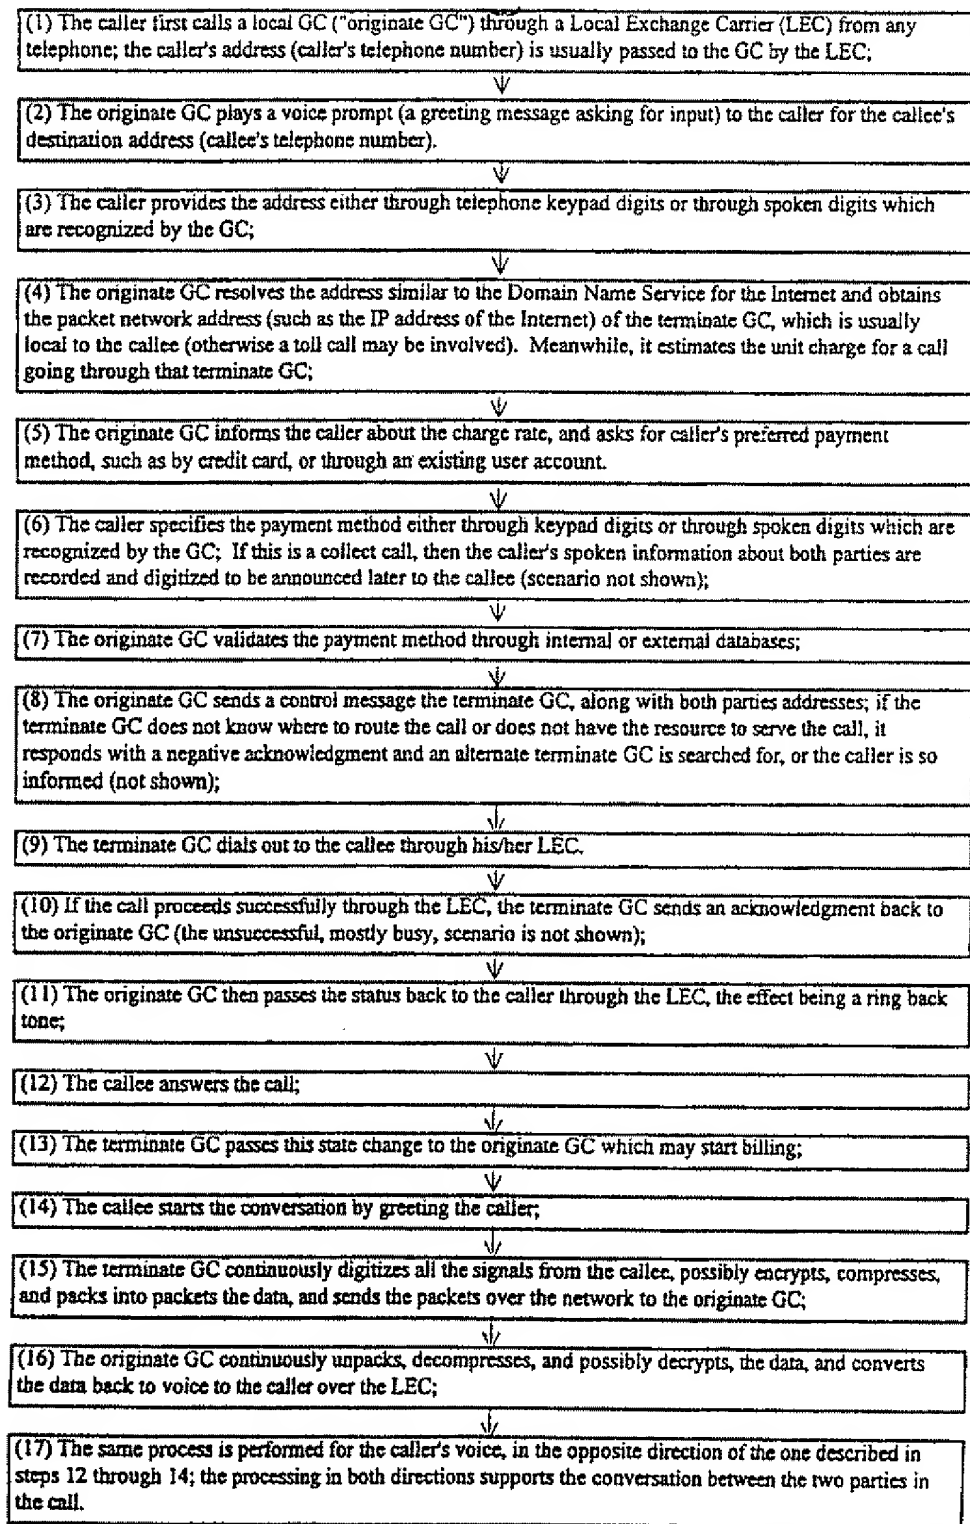 (1) The caller first calls a local GC ("originate GC") through a Local Exchange Carrier (LEC) from any
telephone; the caller's address (caller's telephone number) is usually passed to the GC by the LEC;
(2) The originate GC plays a voice prompt (a greeting message asking for input) to the caller for the callee's
destination address (callee's telephone number).
(3) The caller provides the address either through telephone keypad digits or through spoken digits which
are recognized by the GC;
(4) The originate GC resolves the address similar to the Domain Name Service for the Internet and obtains
the packet network address (such as the IP address of the Internet) of the terminate GC, which is usually
local to the callee (otherwise a toll call may be involved). Meanwhile, it estimates the unit charge for a call
going through that terminate GC;
(5) The originate GC informs the caller about the charge rate, and asks for caller's preferred payment
method, such as by credit card, or through an existing user account.
(6) The caller specifies the payment method either through keypad digits or through spoken digits which are
recognized by the GC; If this is a collect call, then the caller's spoken information about both parties are
recorded and digitized to be announced later to the callee (scenario not shown);
(7) The originate GC validates the payment method through internal or external databases;
(8) The originate GC sends a control message the terminate GC, along with both parties addresses; if the
terminate GC does not know where to route the call or does not have the resource to serve the call, it
responds with a negative acknowledgment and an alternate terminate GC is searched for, or the caller is so
informed (not shown);
(9) The terminate GC dials out to the callee through his/her LEC.
(10) If the call proceeds successfully through the LEC, the terminate GC sends an acknowledgment back to
the originate GC (the unsuccessful, mostly busy, scenario is not shown);
(11) The originate GC then passes the status back to the caller through the LEC, the effect being a ring back
tone;
(12) The callee answers the call;
(13) The terminate GC passes this state change to the originate GC which may start billing;
(14) The callee starts the conversation by greeting the caller;
(15) The terminate GC continuously digitizes all the signals from the callee, possibly encrypts, compresses,
and packs into packets the data, and sends the packets over the network to the originate GC;
(16) The originate GC continuously unpacks, decompresses, and possibly decrypts, the data, and converts
the data back to voice to the caller over the LEC;
(17) The same process is performed for the caller's voice, in the opposite direction of the one described in
steps 12 through 14; the processing in both directions supports the conversation between the two parties in
the call.